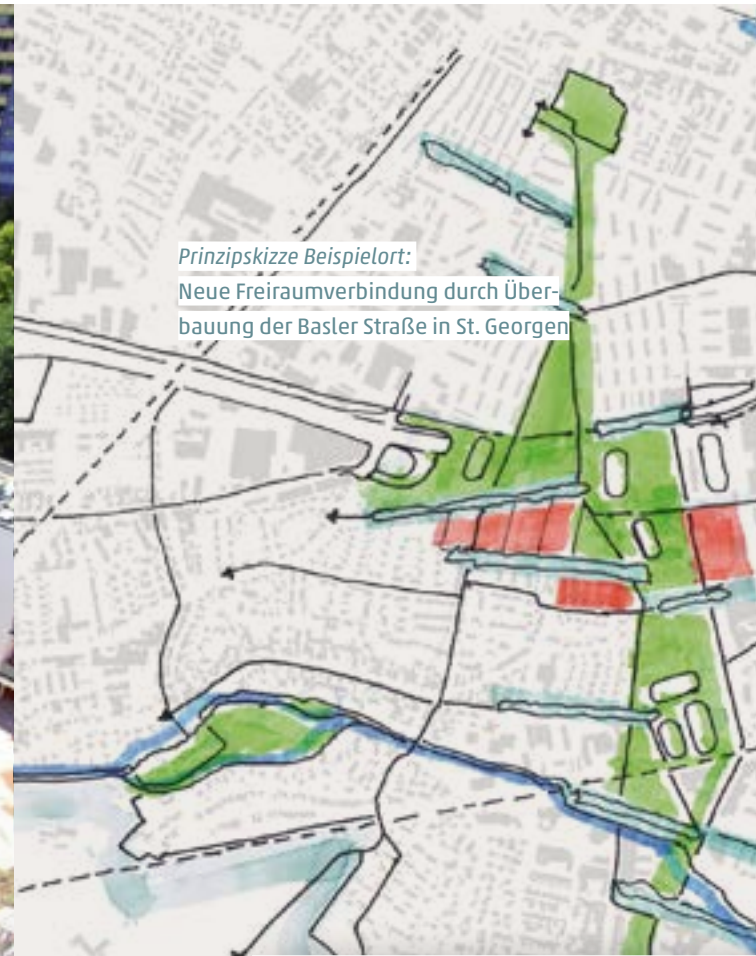 Prinzipskizze Beispielort:
Neue Freiraumverbindung durch Über-
bauung der Basler Straße in St. Georgen